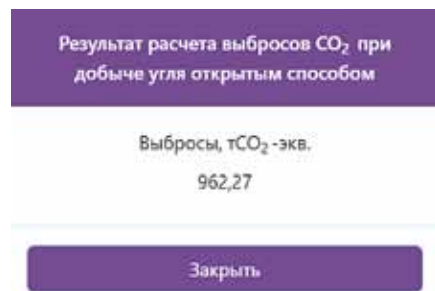 Результат расчета выбросов CO₂ при
добыче угля открытым способом
Выбросы, тCO₂ -экв.
962,27
Закрыть